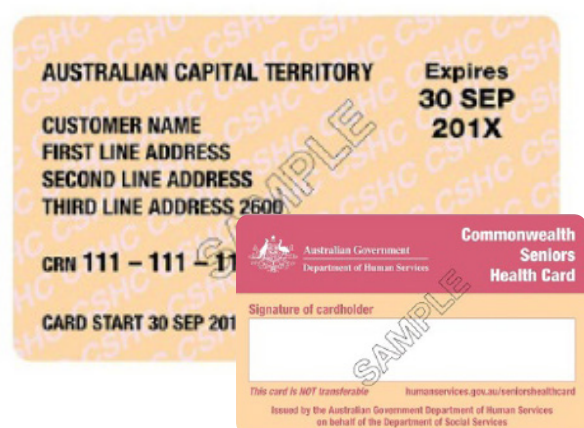 AUSTRALIAN CAPITAL TERRITORY
Expires
30 SEP
201X
CUSTOMER NAME
FIRST LINE ADDRESS
SECOND LINE ADDRESS
THIRD LINE ADDRESS 2600
CRN 111 – 111 – 11
CARD START 30 SEP 201
SAMPLE
Australian Government
Department of Human Services
Commonwealth
Seniors
Health Card
Signature of cardholder
SAMPLE
This card is NOT transferable
humanservices.gov.au/seniorshealthcard
Issued by the Australian Government Department of Human Services
on behalf of the Department of Social Services